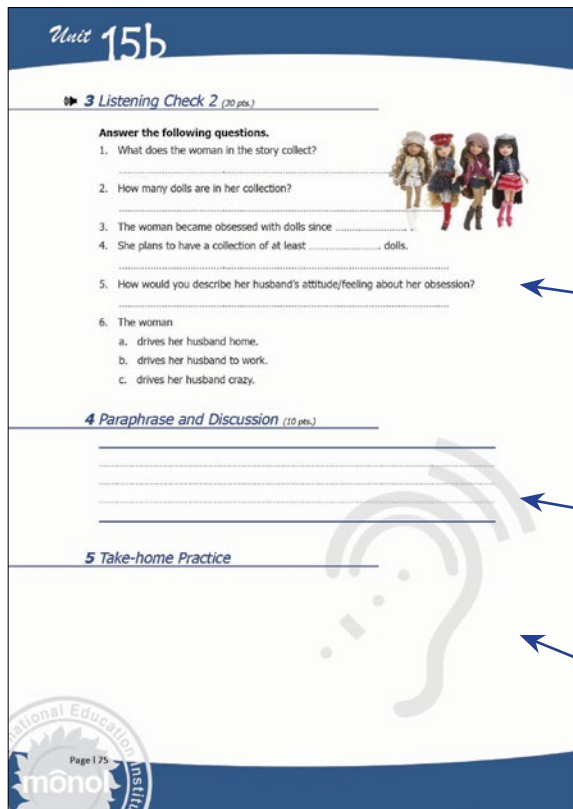 Unit 15b
3 Listening Check 2 (30 pts.)
Answer the following questions.
1. What does the woman in the story collect?
2. How many dolls are in her collection?
3. The woman became obsessed with dolls since .................... .
4. She plans to have a collection of at least .................... dolls.
5. How would you describe her husband's attitude/feeling about her obsession?
6. The woman
a. drives her husband home.
b. drives her husband to work.
c. drives her husband crazy.
4 Paraphrase and Discussion (10 pts.)
5 Take-home Practice
Page | 75
mônol